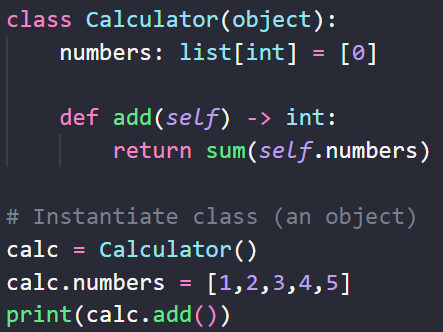 class Calculator(object):
    numbers: list[int] = [0]

    def add(self) -> int:
        return sum(self.numbers)

# Instantiate class (an object)
calc = Calculator()
calc.numbers = [1,2,3,4,5]
print(calc.add())